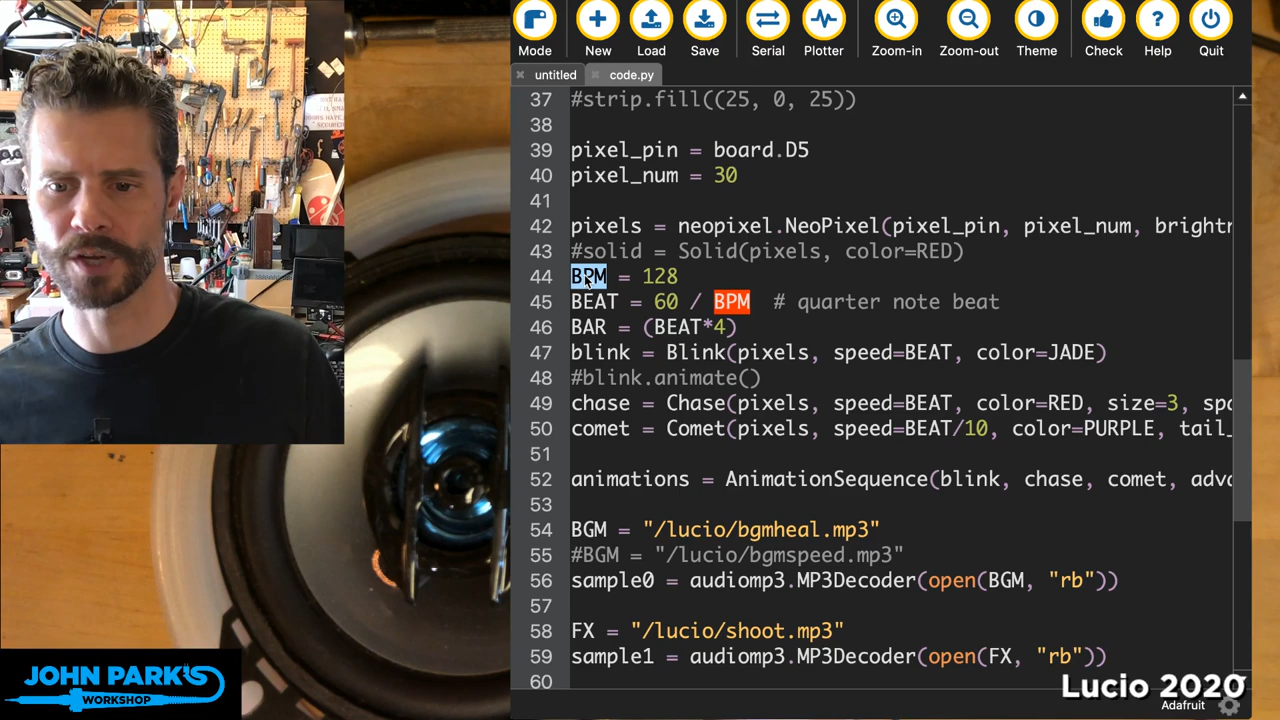 Mode
New
Load
Save
Serial
Plotter
Zoom-in
Zoom-out
Theme
Check
Help
Quit
untitled
code.py
37 #strip.fill((25, 0, 25))
38
39 pixel_pin = board.D5
40 pixel_num = 30
41
42 pixels = neopixel.NeoPixel(pixel_pin, pixel_num, brightn
43 #solid = Solid(pixels, color=RED)
44 BPM = 128
45 BEAT = 60 / BPM  # quarter note beat
46 BAR = (BEAT*4)
47 blink = Blink(pixels, speed=BEAT, color=JADE)
48 #blink.animate()
49 chase = Chase(pixels, speed=BEAT, color=RED, size=3, spa
50 comet = Comet(pixels, speed=BEAT/10, color=PURPLE, tail_
51
52 animations = AnimationSequence(blink, chase, comet, adva
53
54 BGM = "/lucio/bgmheal.mp3"
55 #BGM = "/lucio/bgmspeed.mp3"
56 sample0 = audiomp3.MP3Decoder(open(BGM, "rb"))
57
58 FX = "/lucio/shoot.mp3"
59 sample1 = audiomp3.MP3Decoder(open(FX, "rb"))
60
JOHN PARK'S
WORKSHOP
Lucio 2020
Adafruit